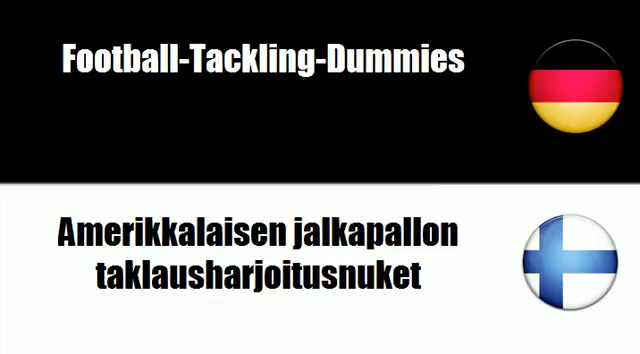 Football-Tackling-Dummies
Amerikkalaisen jalkapallon
taklausharjoitusnuket